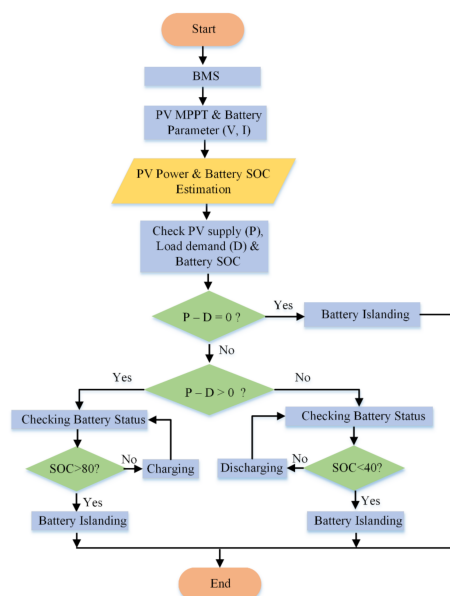 Start
BMS
PV MPPT & Battery
Parameter (V, I)
PV Power & Battery SOC
Estimation
Check PV supply (P),
Load demand (D) &
Battery SOC
P – D = 0 ?
Yes
Battery Islanding
No
Yes
P – D > 0 ?
No
Checking Battery Status
Checking Battery Status
SOC>80?
No
Charging
Discharging
No
SOC<40?
Yes
Yes
Battery Islanding
Battery Islanding
End